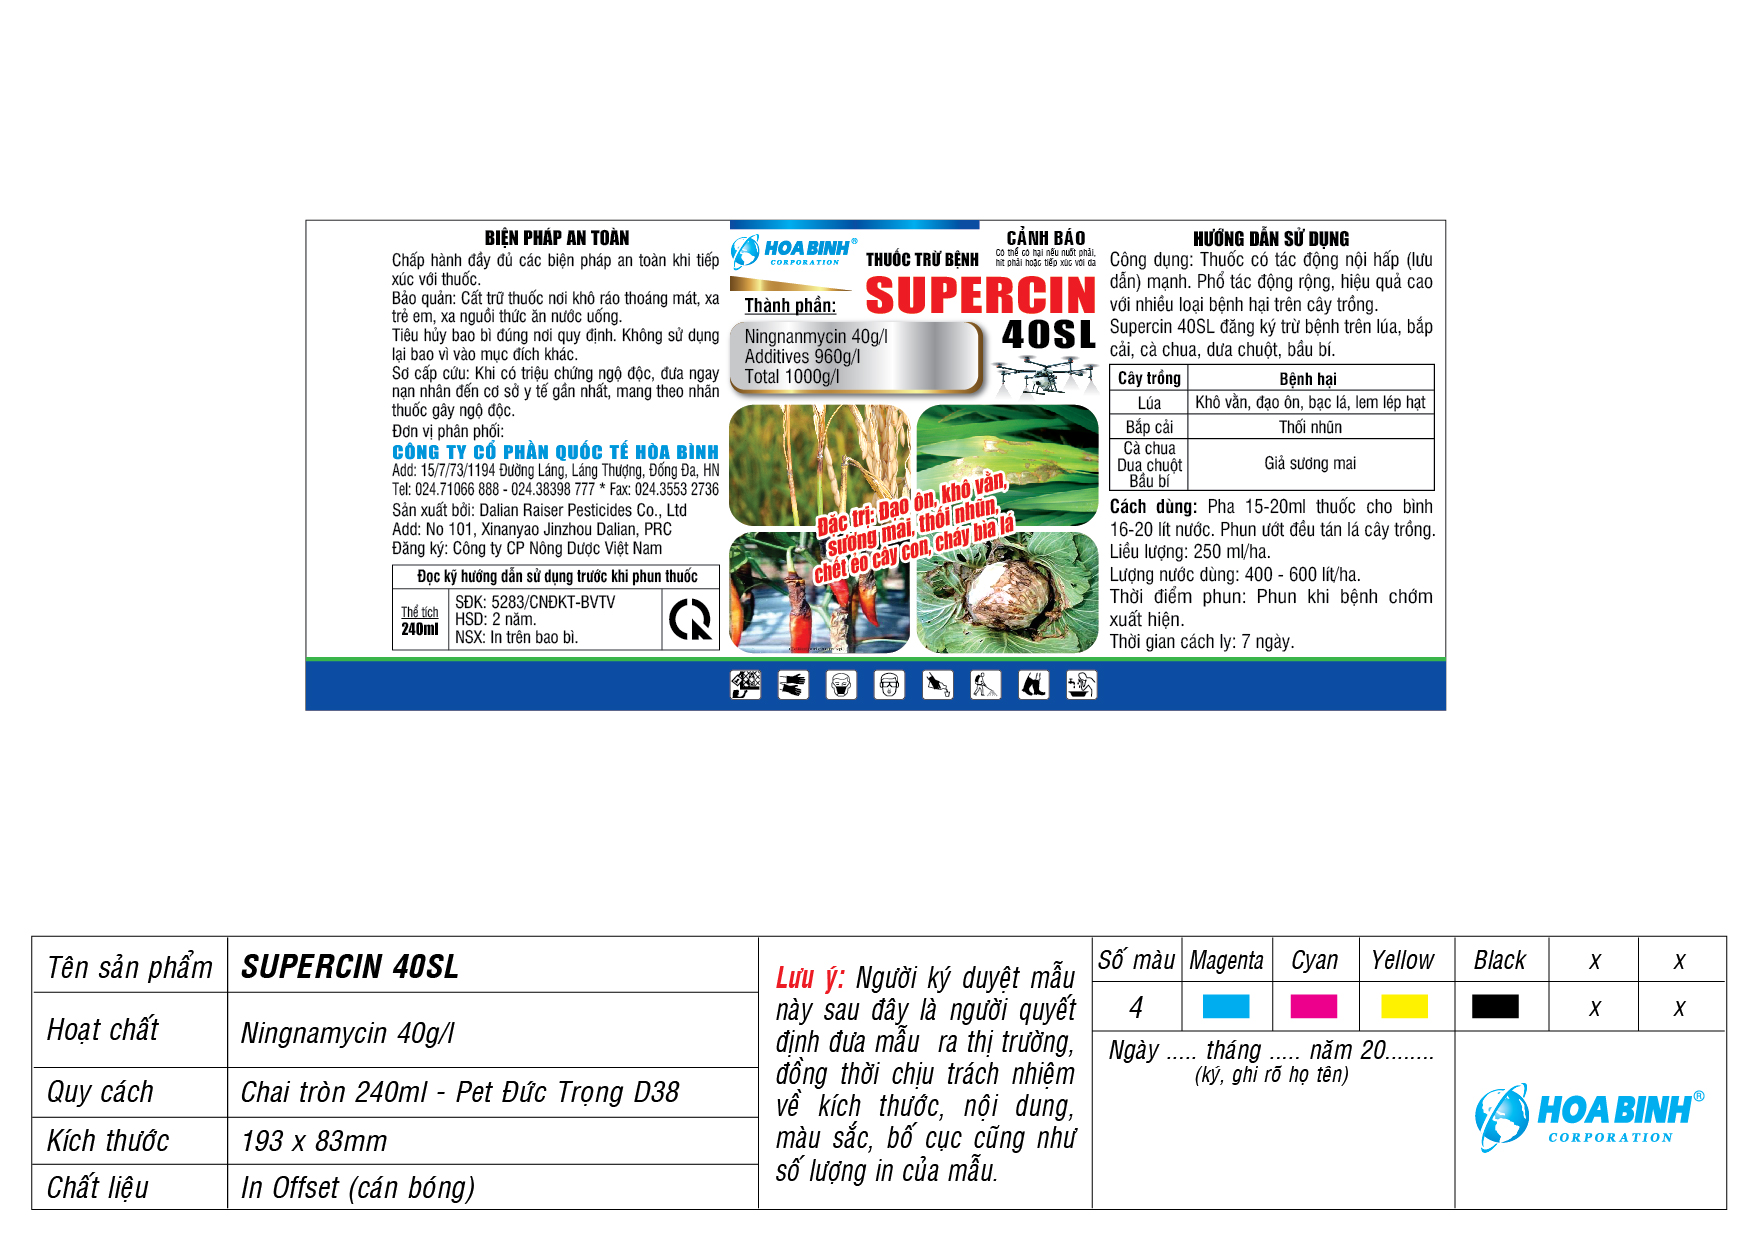 BIỆN PHÁP AN TOÀN
Chấp hành đầy đủ các biện pháp an toàn khi tiếp
xúc với thuốc.
Bảo quản: Cất trữ thuốc nơi khô ráo thoáng mát, xa
trẻ em, xa nguồi thức ăn nước uống.
Tiêu hủy bao bì đúng nơi quy định. Không sử dụng
lại bao vì vào mục đích khác.
Sơ cấp cứu: Khi có triệu chứng ngộ độc, đưa ngay
nạn nhân đến cơ sở y tế gần nhất, mang theo nhãn
thuốc gây ngộ độc.
Đơn vị phân phối:
CÔNG TY CỔ PHẦN QUỐC TẾ HÒA BÌNH
Add: 15/7/73/1194 Đường Láng, Láng Thượng, Đống Đa, HN
Tel: 024.71066 888 - 024.38398 777 * Fax: 024.3553 2736
Sản xuất bởi: Dalian Raiser Pesticides Co., Ltd
Add: No 101, Xinanyao Jinzhou Dalian, PRC
Đăng ký: Công ty CP Nông Dược Việt Nam
Đọc kỹ hướng dẫn sử dụng trước khi phun thuốc
Thể tích
240ml
SĐK: 5283/CNĐKT-BVTV
HSD: 2 năm.
NSX: In trên bao bì.
HOA BINH®
CORPORATION
THUỐC TRỪ BỆNH
CẢNH BÁO
Có thể có hại nếu nuốt phải,
hít phải hoặc tiếp xúc với da
SUPERCIN
40SL
Thành phần:
Ningnanmycin 40g/l
Additives 960g/l
Total 1000g/l
Đặc trị: Đạo ôn, khô vằn,
sương mai, thối nhũn,
chết ẻo cây con, cháy bìa lá
HƯỚNG DẪN SỬ DỤNG
Công dụng: Thuốc có tác động nội hấp (lưu
dẫn) mạnh. Phổ tác động rộng, hiệu quả cao
với nhiều loại bệnh hại trên cây trồng.
Supercin 40SL đăng ký trừ bệnh trên lúa, bắp
cải, cà chua, dưa chuột, bầu bí.
Cây trồng Bệnh hại
Lúa Khô vằn, đạo ôn, bạc lá, lem lép hạt
Bắp cải Thối nhũn
Cà chua
Dua chuột
Bầu bí
Giả sương mai
Cách dùng: Pha 15-20ml thuốc cho bình
16-20 lít nước. Phun ướt đều tán lá cây trồng.
Liều lượng: 250 ml/ha.
Lượng nước dùng: 400 - 600 lít/ha.
Thời điểm phun: Phun khi bệnh chớm
xuất hiện.
Thời gian cách ly: 7 ngày.
Tên sản phẩm SUPERCIN 40SL
Hoạt chất Ningnamycin 40g/l
Quy cách Chai tròn 240ml - Pet Đức Trọng D38
Kích thước 193 x 83mm
Chất liệu In Offset (cán bóng)
Lưu ý: Người ký duyệt mẫu
này sau đây là người quyết
định đưa mẫu ra thị trường,
đồng thời chịu trách nhiệm
về kích thước, nội dung,
màu sắc, bố cục cũng như
số lượng in của mẫu.
Số màu Magenta Cyan Yellow Black x x
4 x x
Ngày ..... tháng ..... năm 20........
(ký, ghi rõ họ tên)
HOA BINH®
CORPORATION